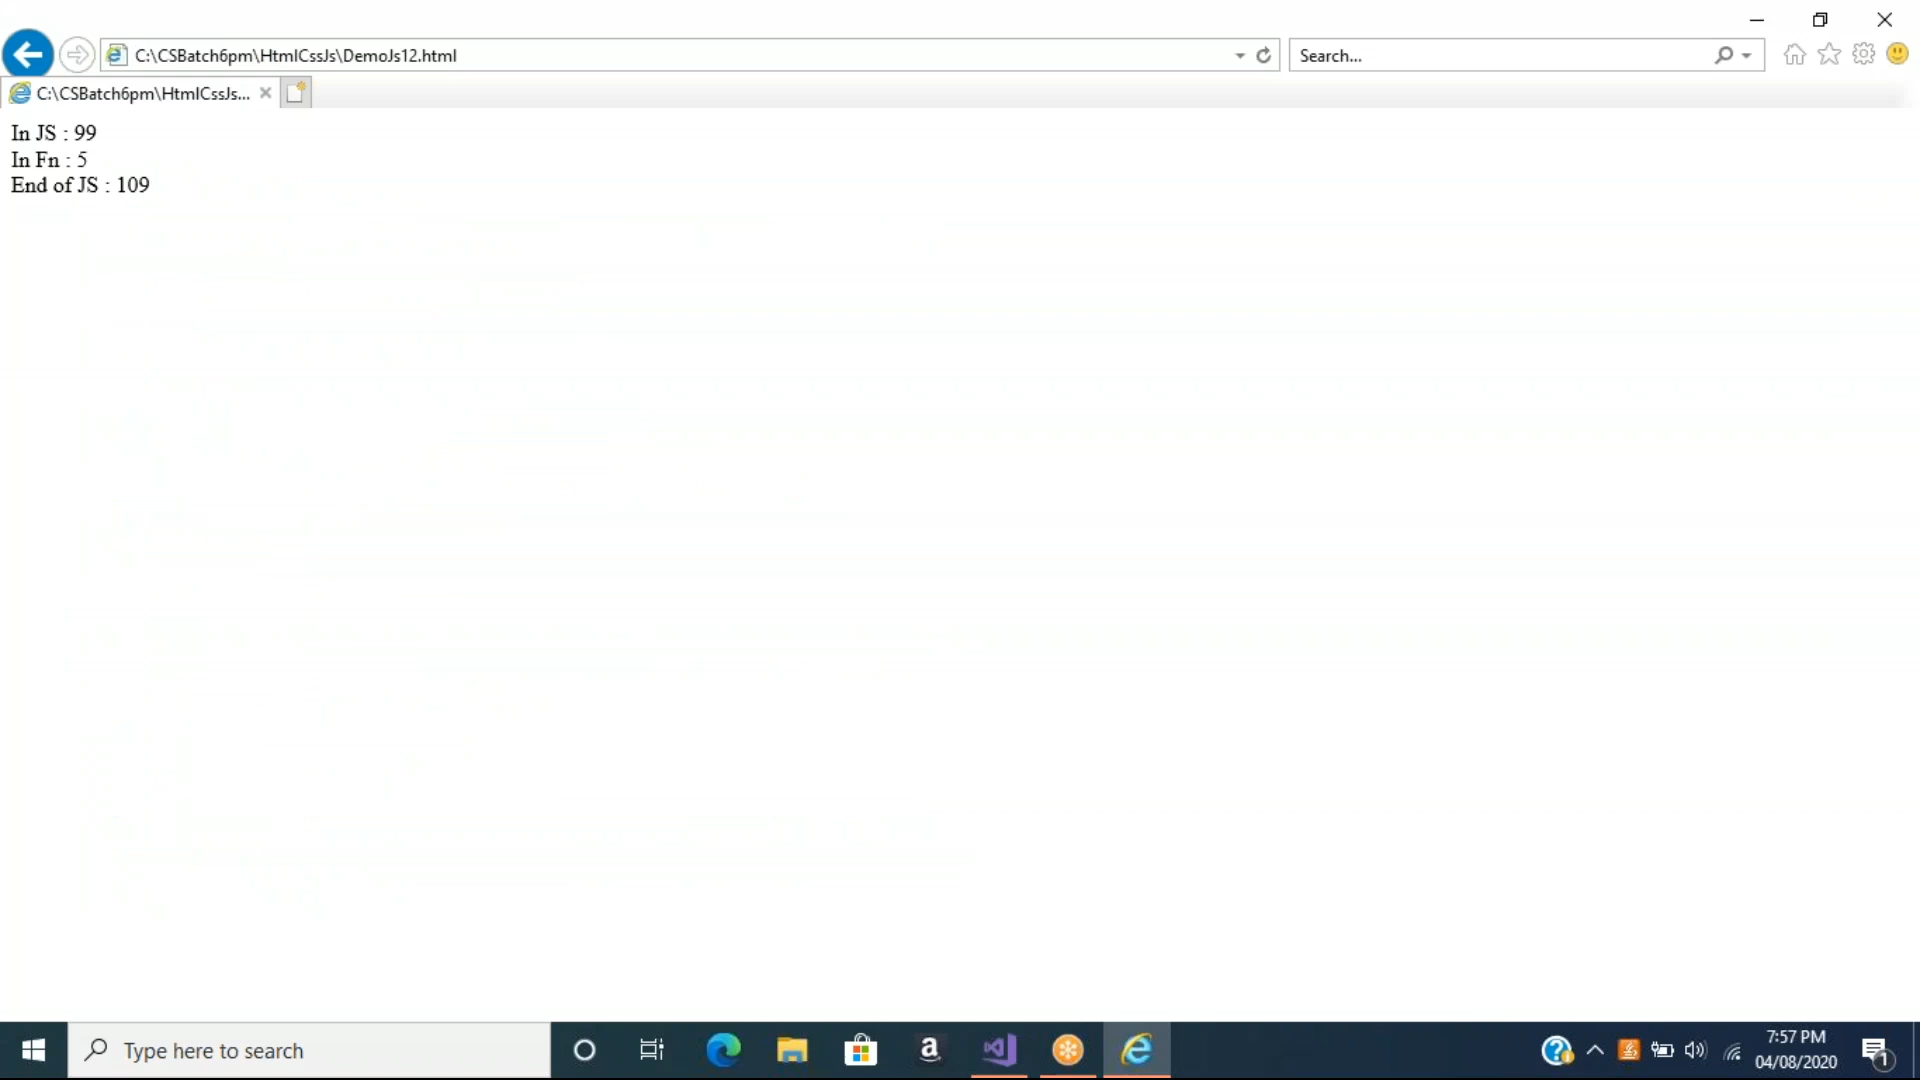 C:\CSBatch6pm\HtmlCssJs\DemoJs12.html
Search...
C:\CSBatch6pm\HtmlCssJs...
In JS : 99
In Fn : 5
End of JS : 109
Type here to search
7:57 PM
04/08/2020
1